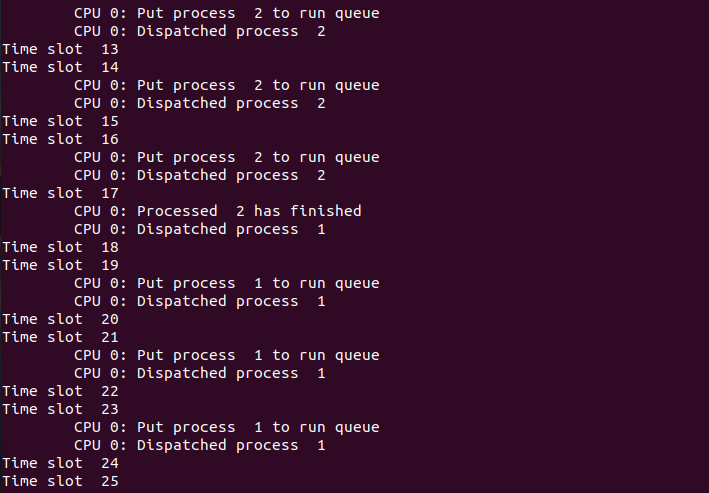 CPU 0: Put process  2 to run queue
        CPU 0: Dispatched process  2
Time slot  13
Time slot  14
        CPU 0: Put process  2 to run queue
        CPU 0: Dispatched process  2
Time slot  15
Time slot  16
        CPU 0: Put process  2 to run queue
        CPU 0: Dispatched process  2
Time slot  17
        CPU 0: Processed  2 has finished
        CPU 0: Dispatched process  1
Time slot  18
Time slot  19
        CPU 0: Put process  1 to run queue
        CPU 0: Dispatched process  1
Time slot  20
Time slot  21
        CPU 0: Put process  1 to run queue
        CPU 0: Dispatched process  1
Time slot  22
Time slot  23
        CPU 0: Put process  1 to run queue
        CPU 0: Dispatched process  1
Time slot  24
Time slot  25